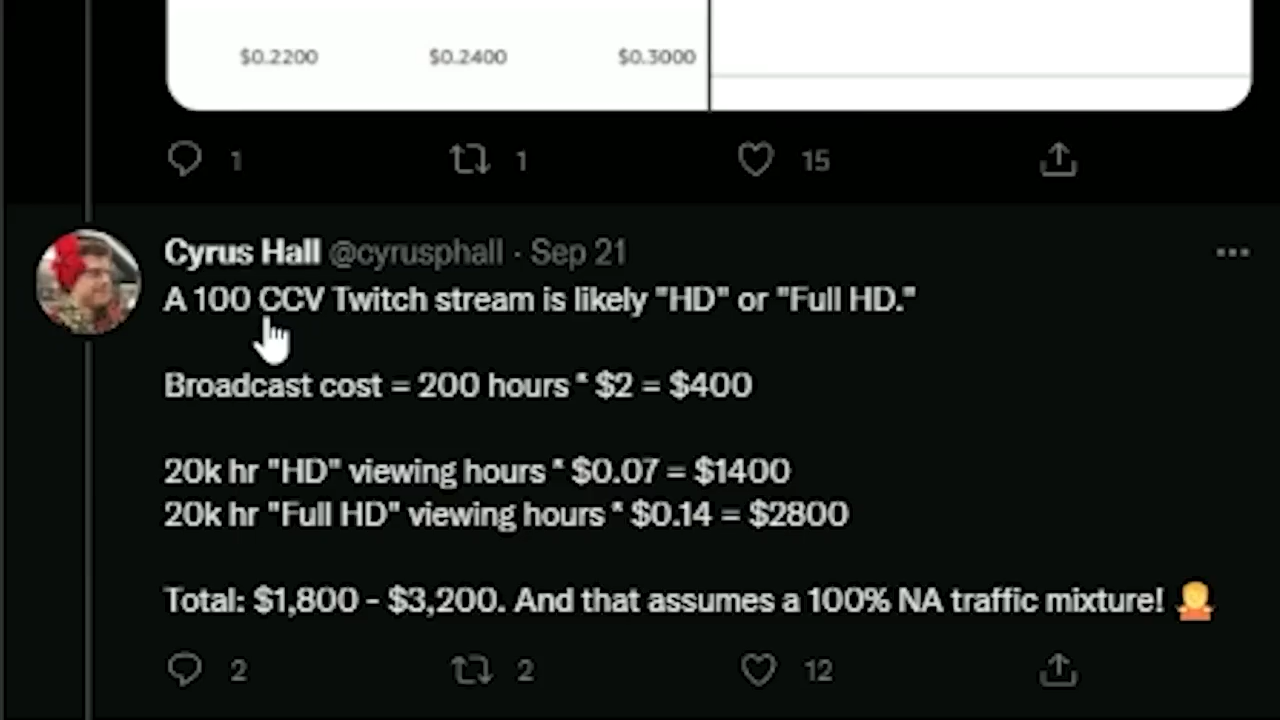 $0.2200 $0.2400 $0.3000
1 1 15
Cyrus Hall @cyrusphall · Sep 21
A 100 CCV Twitch stream is likely "HD" or "Full HD."
Broadcast cost = 200 hours * $2 = $400
20k hr "HD" viewing hours * $0.07 = $1400
20k hr "Full HD" viewing hours * $0.14 = $2800
Total: $1,800 - $3,200. And that assumes a 100% NA traffic mixture!
2 2 12